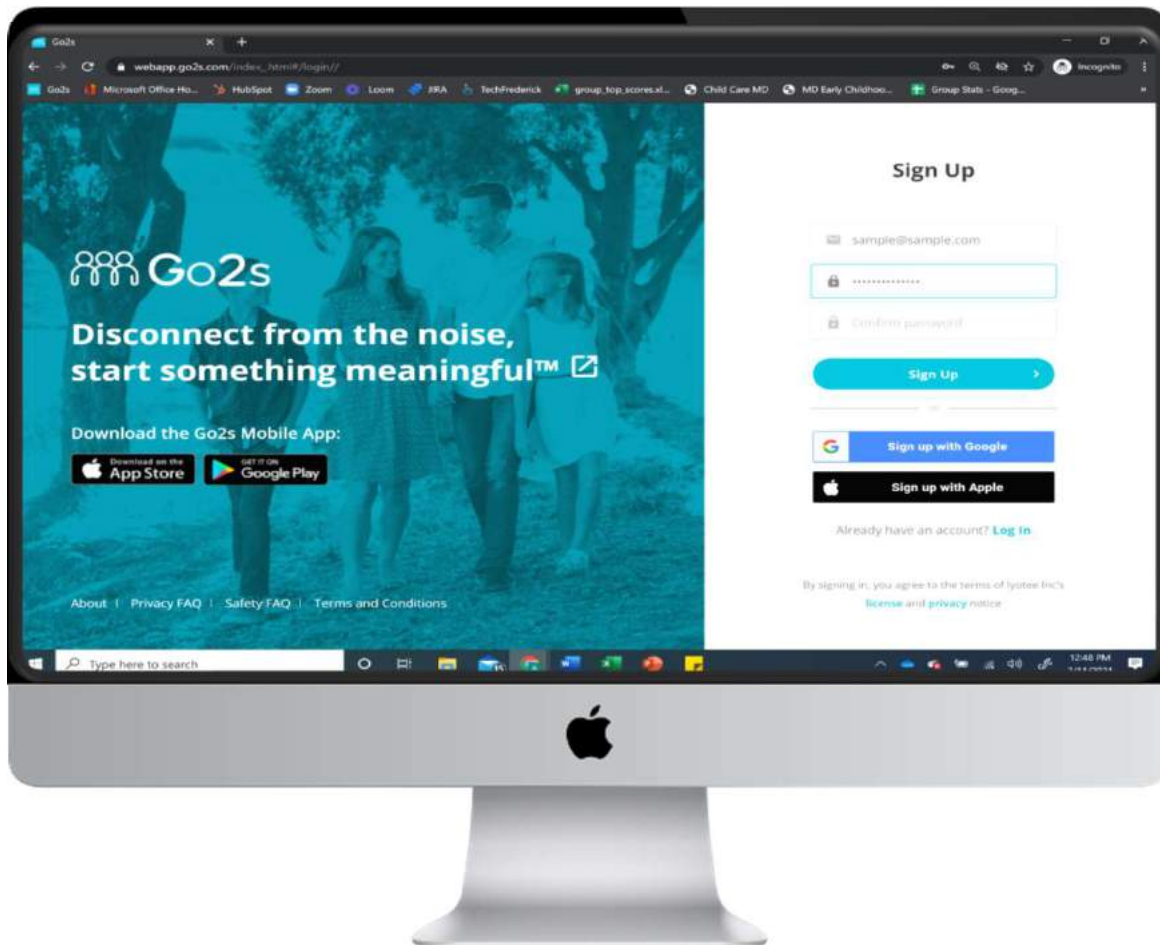 Go2s
webapp.go2s.com/index_.html#/login//
Incognito
Go2s
Microsoft Office Ho...
HubSpot
Zoom
Loom
JIRA
TechFrederick
group_top_scores.xl...
Child Care MD
MD Early Childhoo...
Group Stats - Goog...
»
Go2s
Disconnect from the noise,
start something meaningful™
Download the Go2s Mobile App:
Download on the
App Store
GET IT ON
Google Play
About | Privacy FAQ | Safety FAQ | Terms and Conditions
Sign Up
sample@sample.com
Confirm password
Sign Up
Sign up with Google
Sign up with Apple
Already have an account? Log In
By signing in, you agree to the terms of Iyotee Inc's
license and privacy notice
Type here to search
12:48 PM